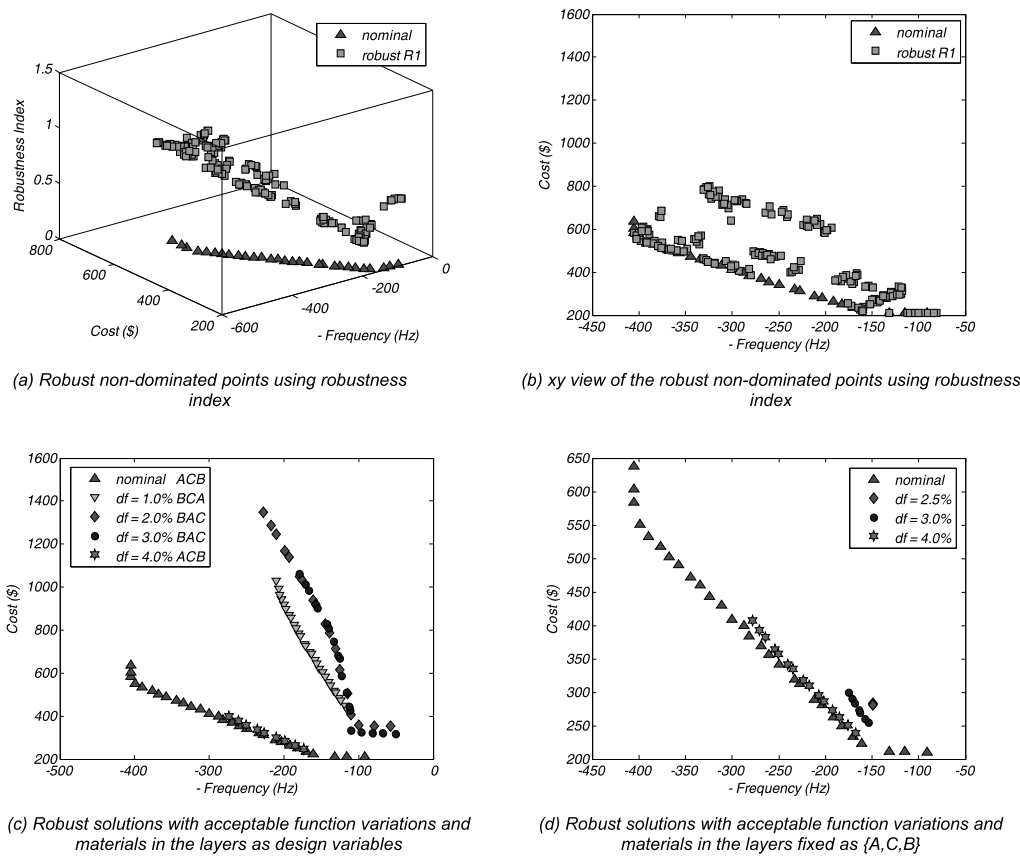 nominal
robust R1
1.5
1
0.5
0
Robustness Index
800
600
400
200
Cost ($)
-600
-400
-200
0
- Frequency (Hz)
(a) Robust non-dominated points using robustness
index
nominal
robust R1
1600
1400
1200
1000
800
600
400
200
Cost ($)
-450 -400 -350 -300 -250 -200 -150 -100 -50
- Frequency (Hz)
(b) xy view of the robust non-dominated points using robustness
index
nominal ACB
df = 1.0% BCA
df = 2.0% BAC
df = 3.0% BAC
df = 4.0% ACB
1600
1400
1200
1000
800
600
400
200
Cost ($)
-500 -400 -300 -200 -100 0
- Frequency (Hz)
(c) Robust solutions with acceptable function variations and
materials in the layers as design variables
nominal
df = 2.5%
df = 3.0%
df = 4.0%
650
600
550
500
450
400
350
300
250
200
Cost ($)
-450 -400 -350 -300 -250 -200 -150 -100 -50
- Frequency (Hz)
(d) Robust solutions with acceptable function variations and
materials in the layers fixed as {A,C,B}